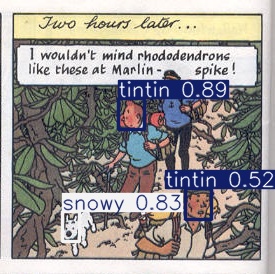 Two hours later...
I wouldn't mind rhododendrons
like these at Marlin- spike!
tintin 0.89
tintin 0.52
snowy 0.83